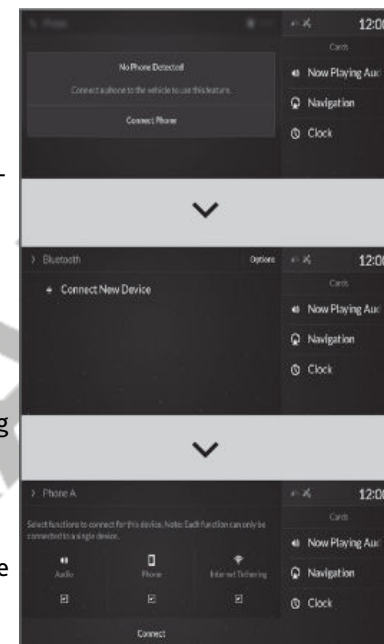 12:00
Cards
No Phone Detected
Connect a phone to the vehicle to use this feature.
Connect Phone
Now Playing Au
Navigation
Clock
Bluetooth
Options
12:00
Cards
Connect New Device
Now Playing Au
Navigation
Clock
g
Phone A
12:00
Cards
Select functions to connect for this device. Note: Each function can only be
connected to a single device.
Audio
Phone
Internet Tethering
Now Playing Au
Navigation
Clock
e
Connect